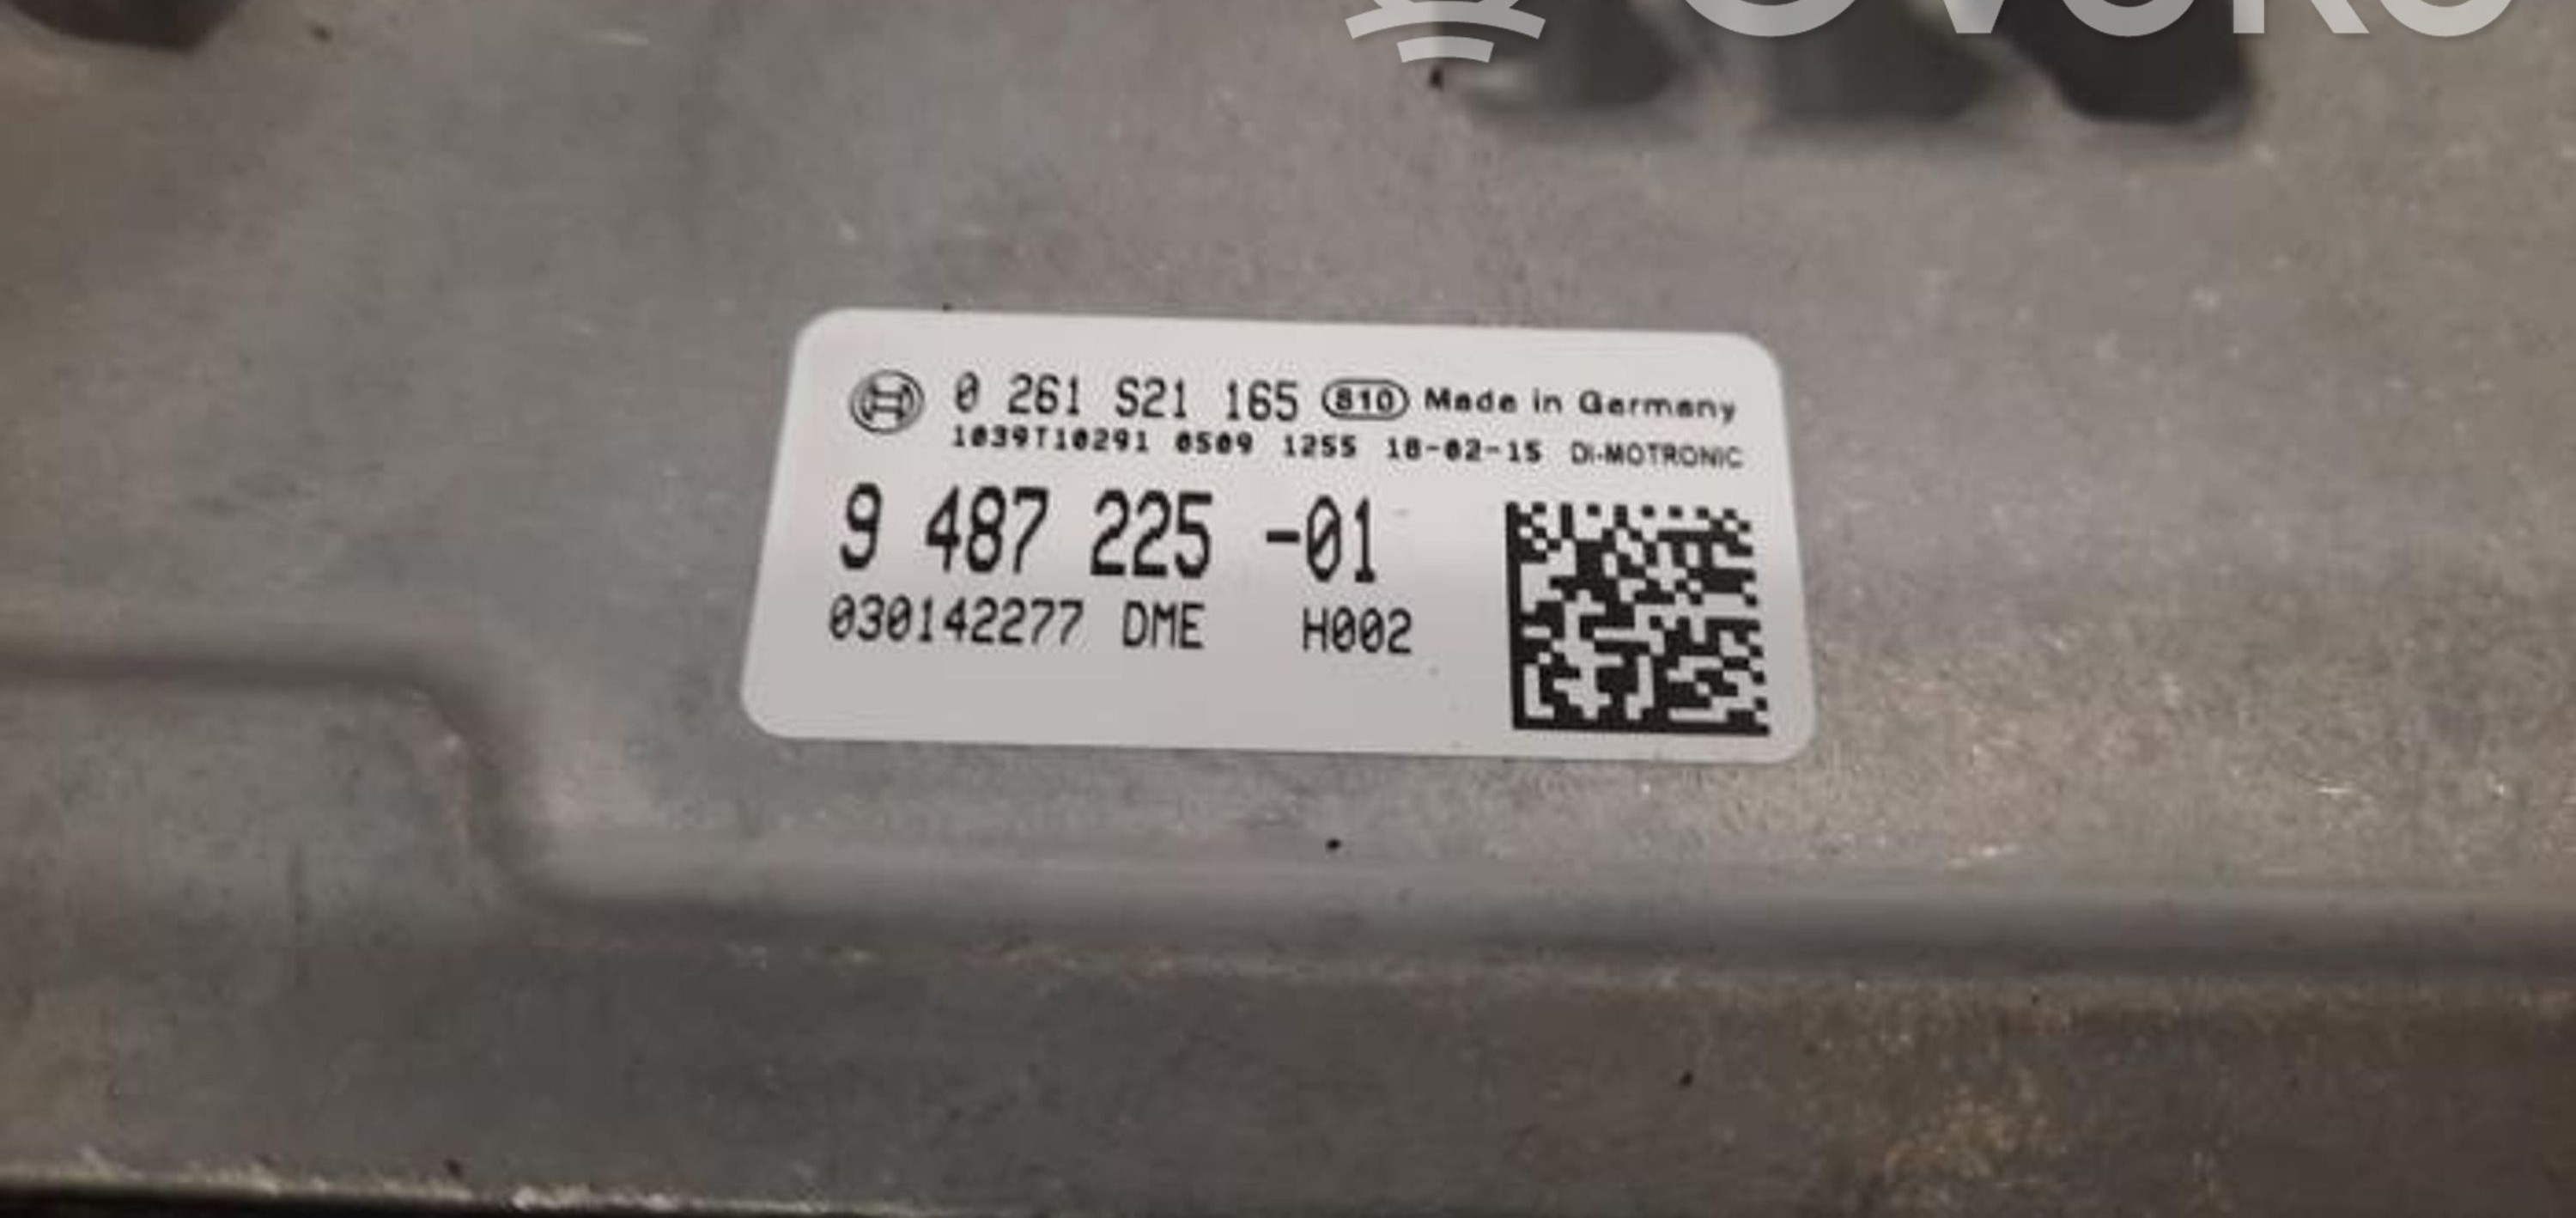 0 261 S21 165 810 Made in Germany
1039T10291 0509 1255 18-02-15 DI-MOTRONIC
9 487 225 -01
030142277 DME H002